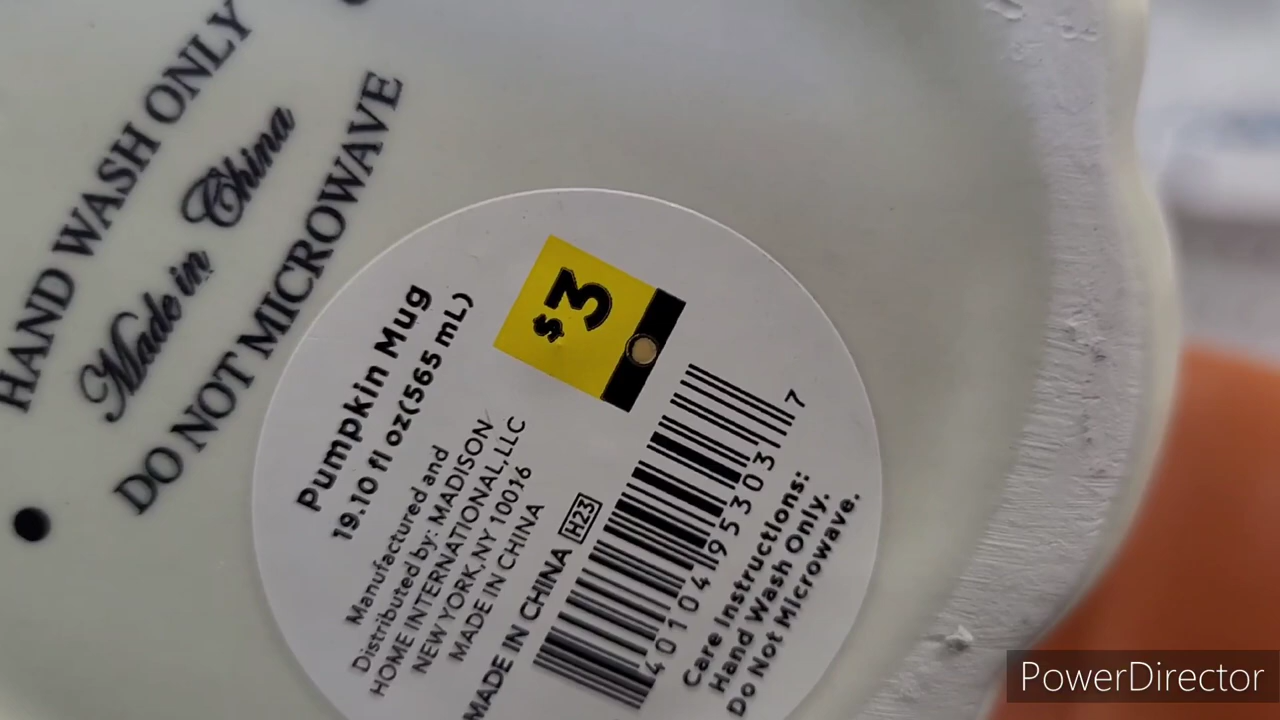 HAND WASH ONLY
Made in China
DO NOT MICROWAVE
Pumpkin Mug
19.10 fl oz(565 mL)
$3
Manufactured and
Distributed by: MADISON
HOME INTERNATIONAL,LLC
NEW YORK,NY 10016
MADE IN CHINA
MADE IN CHINA H23
40104195303 7
Care Instructions:
Hand Wash Only.
Do Not Microwave.
PowerDirector